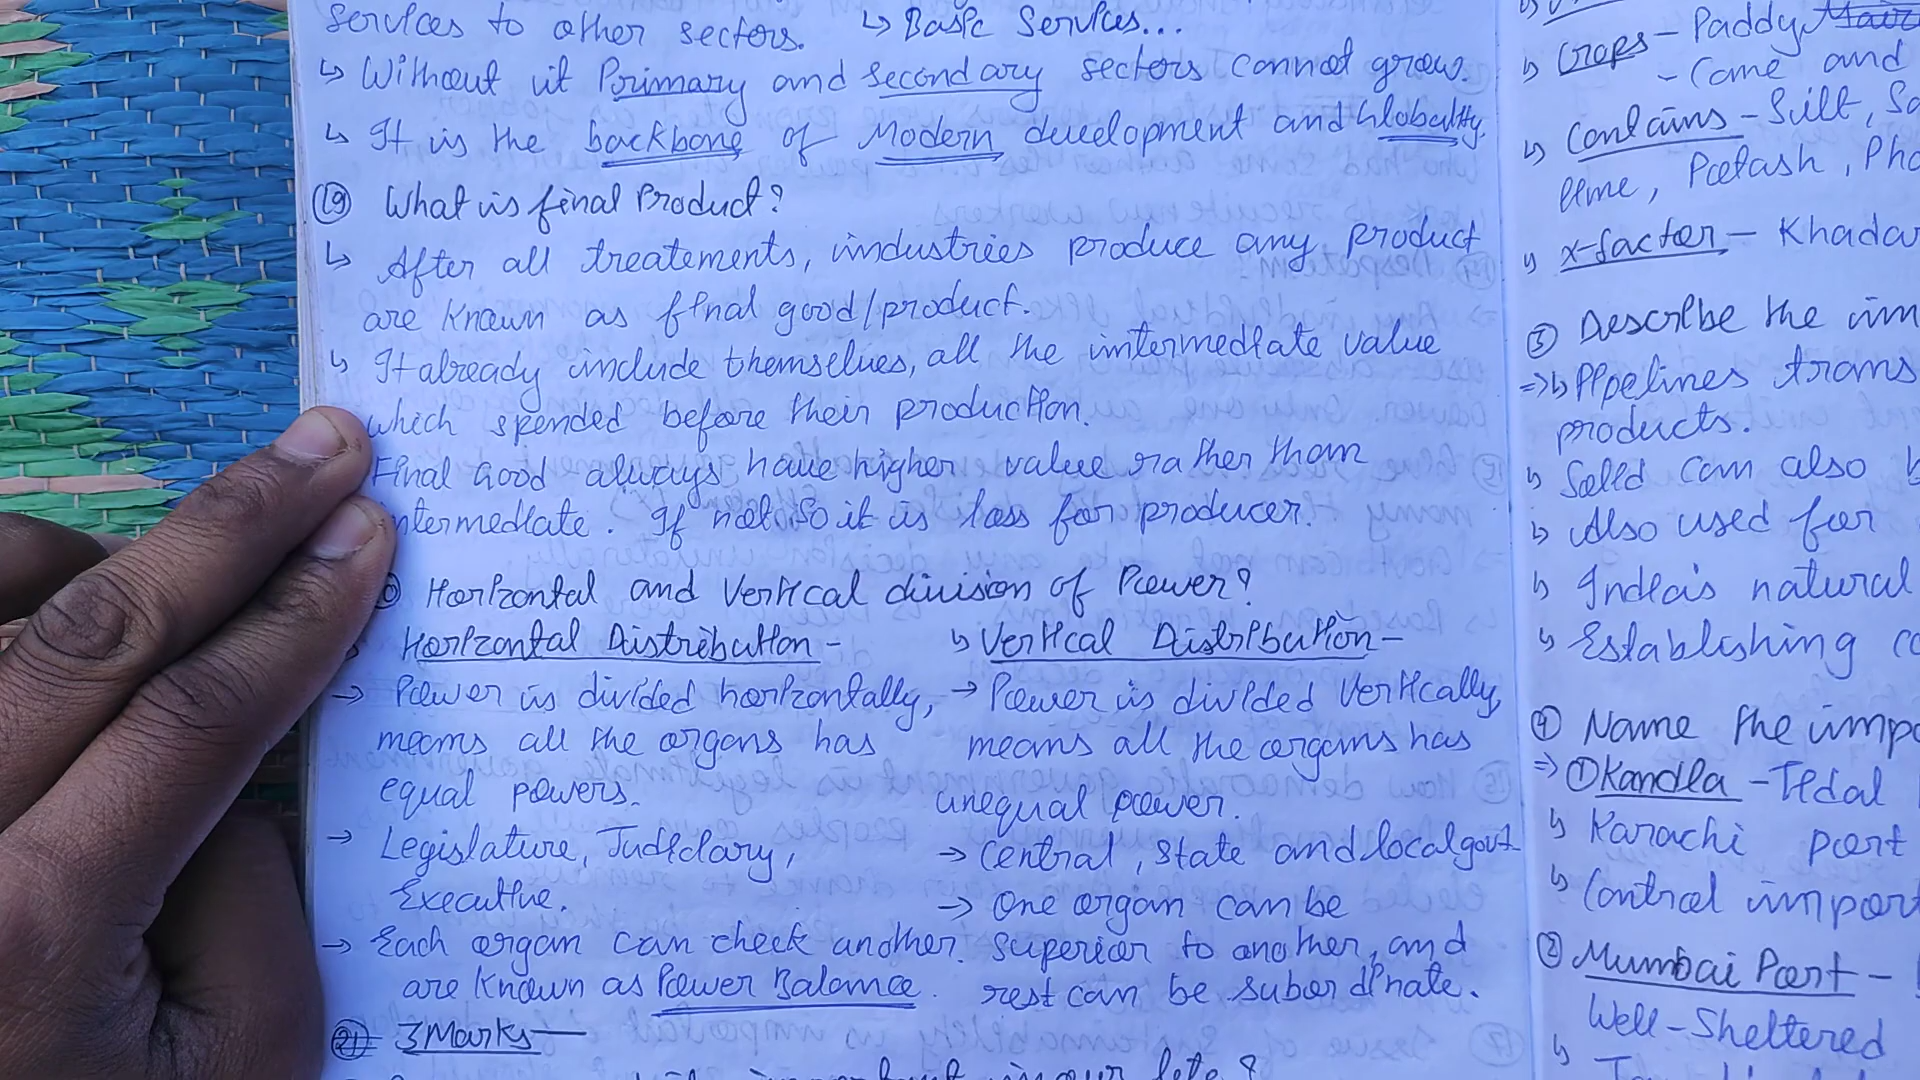 Services to other sectors. ↳ Basic Services...
↳ Without it Primary and secondary sectors cannot grow.
↳ It is the backbone of Modern development and Globality.
(19) What is final Product?
↳ After all treatements, industries produce any product
are known as final good/product.
↳ It already include themselves, all the intermediate value
which spended before their production.
Final Good always have higher value rather than
intermediate. If not so it is loss for producer.
Horizontal and Vertical division of Power?
Horizontal Distribution -
→ Power is divided horizontally,
means all the organs has
equal powers.
→ Legislature, Judiciary,
Executive.
→ Each organ can check another.
are known as Power Balance.
↳ Vertical Distribution -
→ Power is divided Vertically,
means all the organs has
unequal power.
→ Central, State and local govt
→ One organ can be
superior to another, and
rest can be subordinate.
(21) 3 Marks
↳ Crops - Paddy,
- Came and
↳ Contains - Silt,
lime, Potash,
↳ x-factor -
(3) Describe the
=>↳ Pipelines
products.
↳ Solid can also
↳ Also used for
↳ India's natural
↳ Establishing
(4) Name the
=> (1) Kandla - Tidal
↳ Karachi port
↳ Control
(2) Mumbai Port -
Well-Sheltered